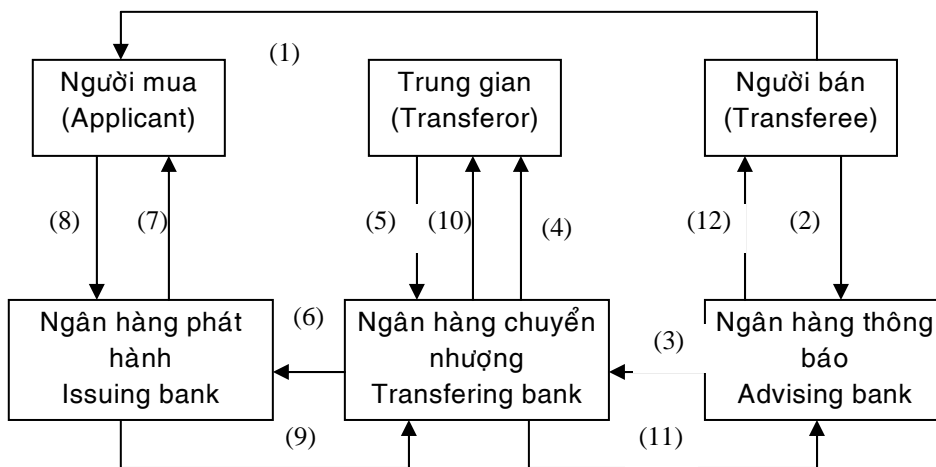 (1)
Người mua
(Applicant)
Trung gian
(Transferor)
Người bán
(Transferee)
(8)
(7)
(5)
(10)
(4)
(12)
(2)
Ngân hàng phát
hành
Issuing bank
(6)
Ngân hàng chuyển
nhượng
Transfering bank
(3)
Ngân hàng thông
báo
Advising bank
(9)
(11)